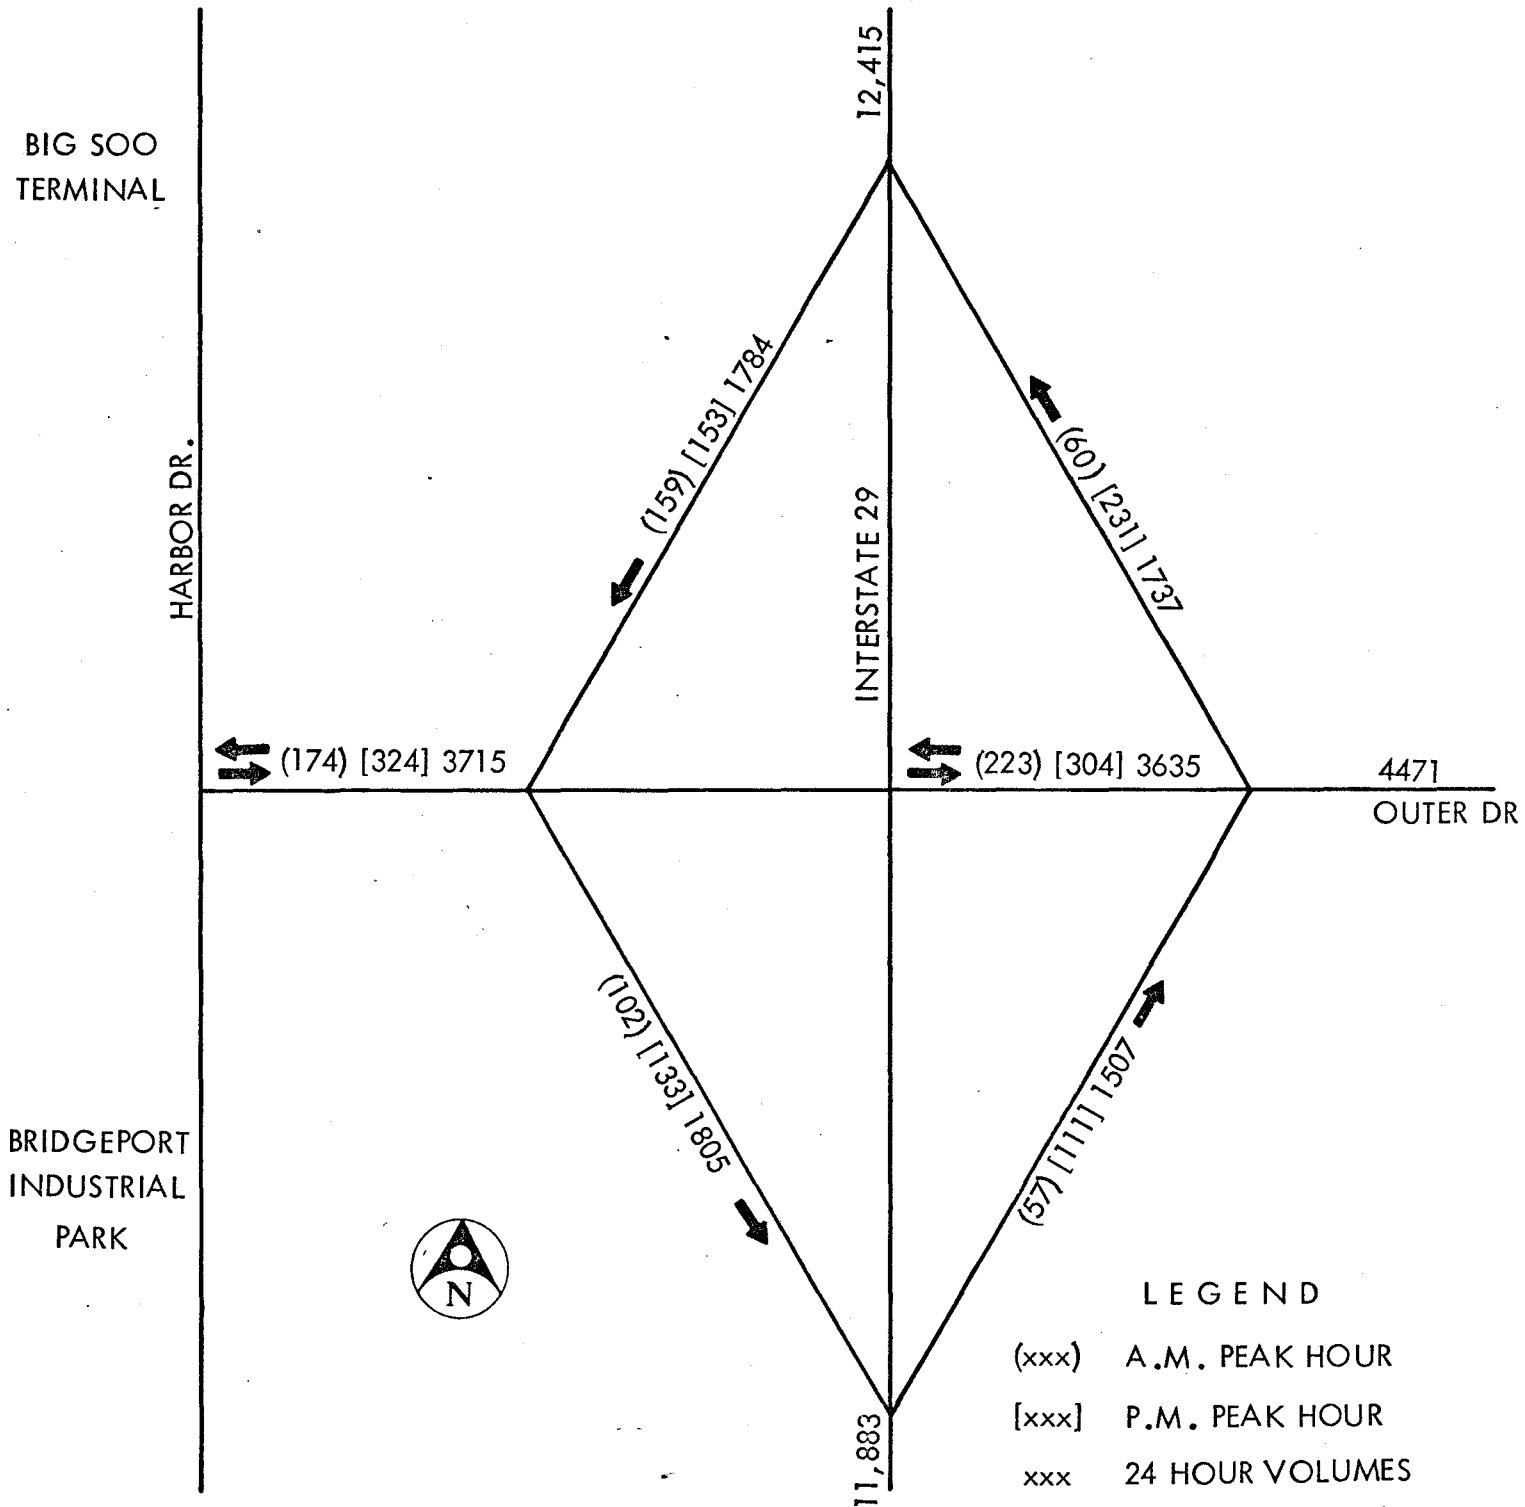 12,415
BIG SOO
TERMINAL
HARBOR DR.
(159) [153] 1784
(60) [231] 1737
INTERSTATE 29
(174) [324] 3715
(223) [304] 3635
4471
OUTER DR
(102) [133] 1805
(57) [111] 1507
BRIDGEPORT
INDUSTRIAL
PARK
N
11,883
LEGEND
(xxx) A.M. PEAK HOUR
[xxx] P.M. PEAK HOUR
xxx 24 HOUR VOLUMES